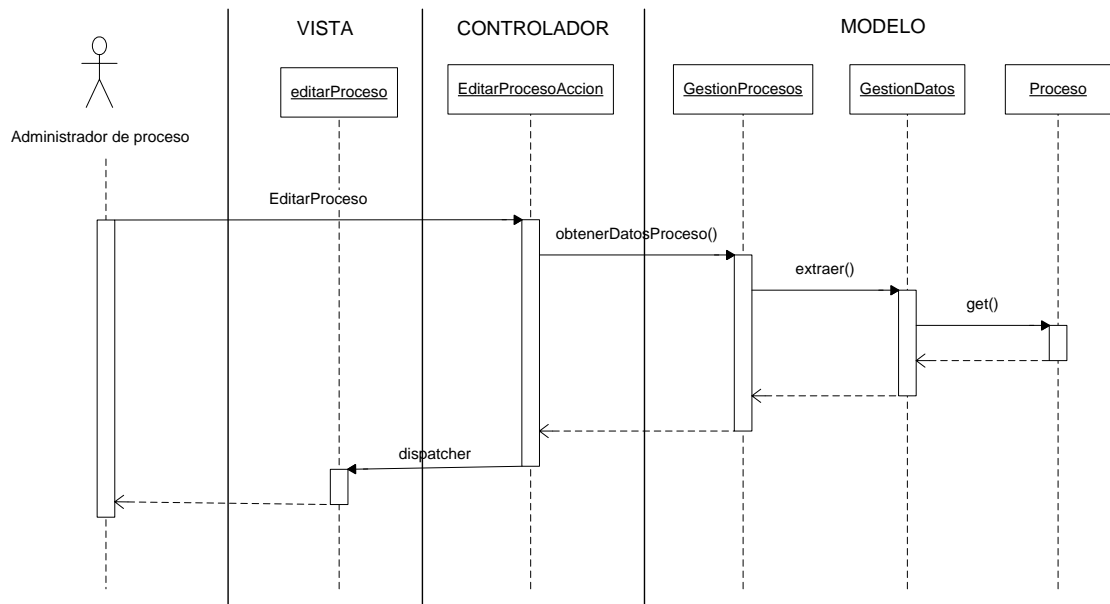 VISTA
CONTROLADOR
MODELO
editarProceso
EditarProcesoAccion
GestionProcesos
GestionDatos
Proceso
Administrador de proceso
EditarProceso
obtenerDatosProceso()
extraer()
get()
dispatcher